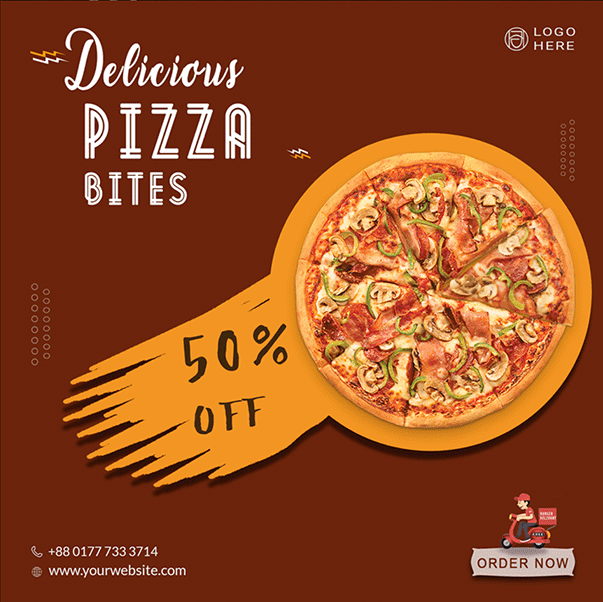 LOGO
HERE
Delicious
PIZZA
BITES
50%
OFF
+88 0177 733 3714
www.yourwebsite.com
ORDER NOW